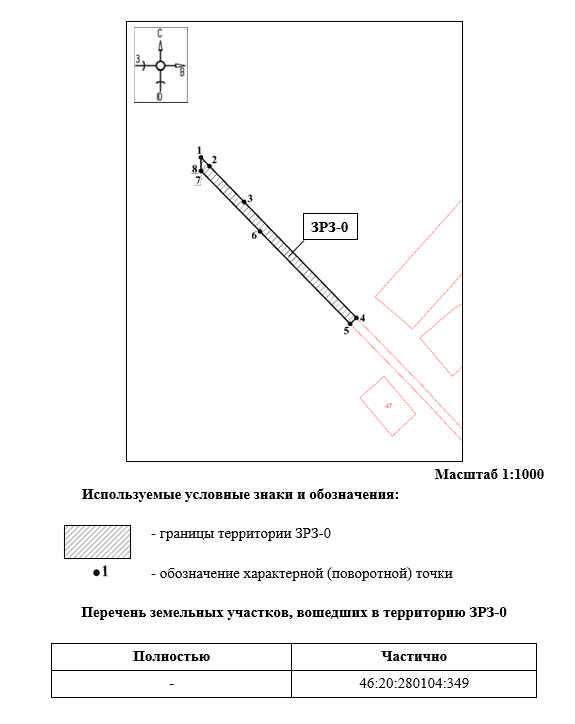 С
З
В
Ю
1
2
8
7
3
ЗРЗ-0
6
4
5
:47
Масштаб 1:1000
Используемые условные знаки и обозначения:
- границы территории ЗРЗ-0
●1 - обозначение характерной (поворотной) точки
Перечень земельных участков, вошедших в территорию ЗРЗ-0
Полностью Частично
- 46:20:280104:349